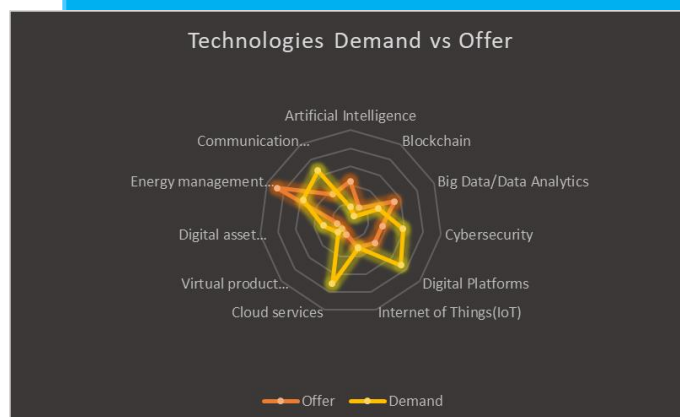 Technologies Demand vs Offer
Artificial Intelligence
Communication... Blockchain
Energy management... Big Data/Data Analytics
Digital asset... Cybersecurity
Virtual product... Digital Platforms
Cloud services Internet of Things(IoT)
Offer Demand